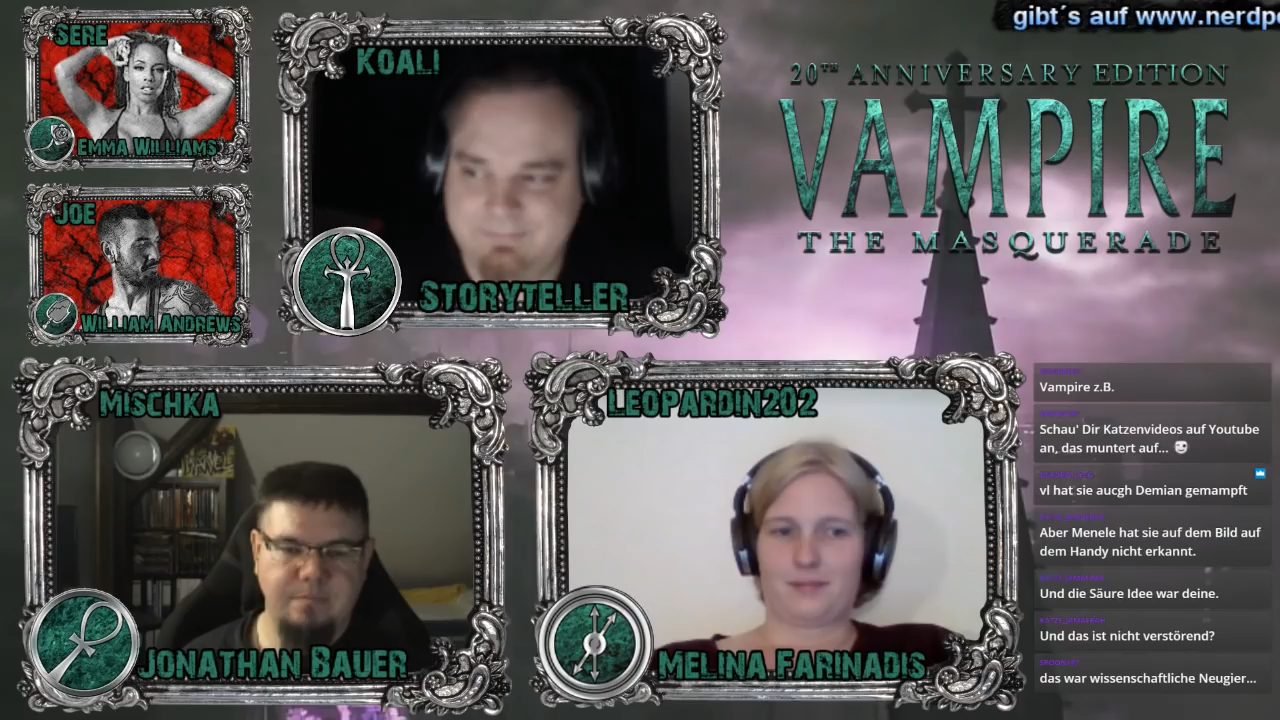 gibt´s auf www.nerdp
SERE
EMMA WILLIAMS
JOE
WILLIAM ANDREWS
KOALI
STORYTELLER
20TH ANNIVERSARY EDITION
VAMPIRE
THE MASQUERADE
MISCHKA
JONATHAN BAUER
LEOPARDIN202
MELINA FARINADIS
Vampire z.B.
Schau' Dir Katzenvideos auf Youtube
an, das muntert auf...
vl hat sie aucgh Demian gemampft
Aber Menele hat sie auf dem Bild auf
dem Handy nicht erkannt.
Und die Säure Idee war deine.
Und das ist nicht verstörend?
das war wissenschaftliche Neugier...